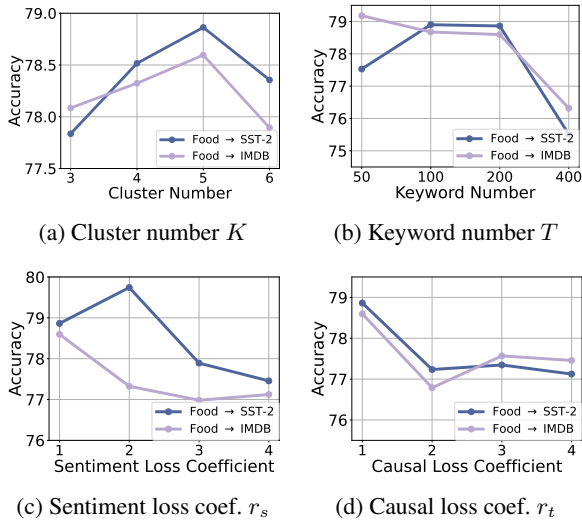 79.0
78.5
78.0
77.5
Accuracy
3 4 5 6
Cluster Number
Food → SST-2
Food → IMDB
(a) Cluster number K
79
78
77
76
75
Accuracy
50 100 200 400
Keyword Number
Food → SST-2
Food → IMDB
(b) Keyword number T
80
79
78
77
76
Accuracy
1 2 3 4
Sentiment Loss Coefficient
Food → SST-2
Food → IMDB
(c) Sentiment loss coef. r_s
79
78
77
76
Accuracy
1 2 3 4
Causal Loss Coefficient
Food → SST-2
Food → IMDB
(d) Causal loss coef. r_t